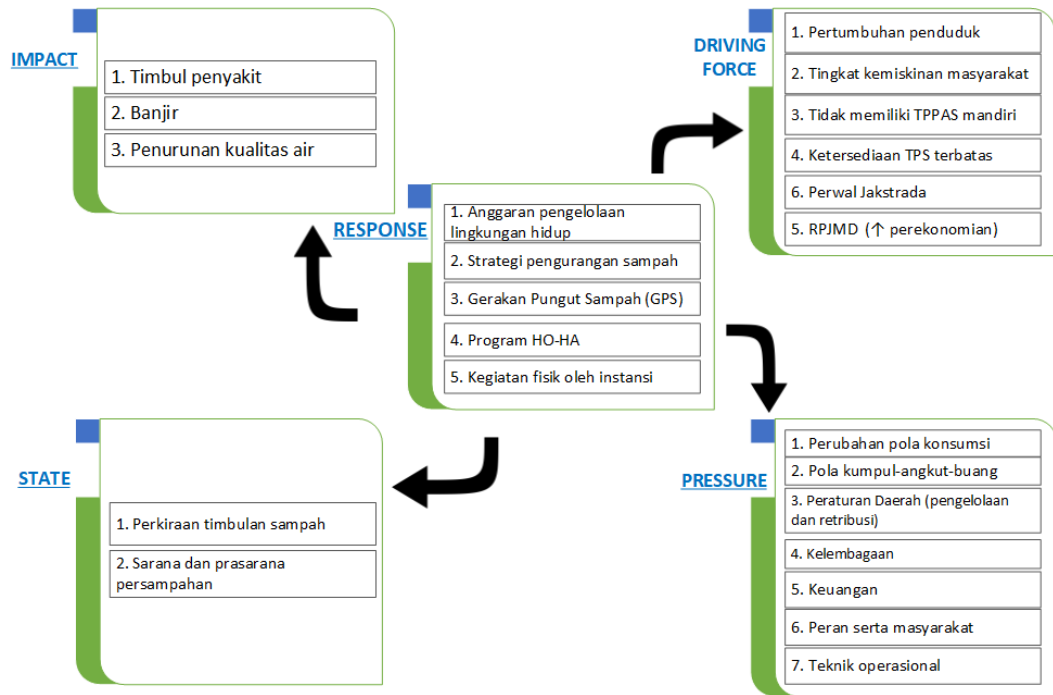 IMPACT
1. Timbul penyakit
2. Banjir
3. Penurunan kualitas air
DRIVING
FORCE
1. Pertumbuhan penduduk
2. Tingkat kemiskinan masyarakat
3. Tidak memiliki TPPAS mandiri
4. Ketersediaan TPS terbatas
6. Perwal Jakstrada
5. RPJMD (↑ perekonomian)
RESPONSE
1. Anggaran pengelolaan
lingkungan hidup
2. Strategi pengurangan sampah
3. Gerakan Pungut Sampah (GPS)
4. Program HO-HA
5. Kegiatan fisik oleh instansi
STATE
1. Perkiraan timbulan sampah
2. Sarana dan prasarana
persampahan
PRESSURE
1. Perubahan pola konsumsi
2. Pola kumpul-angkut-buang
3. Peraturan Daerah (pengelolaan
dan retribusi)
4. Kelembagaan
5. Keuangan
6. Peran serta masyarakat
7. Teknik operasional